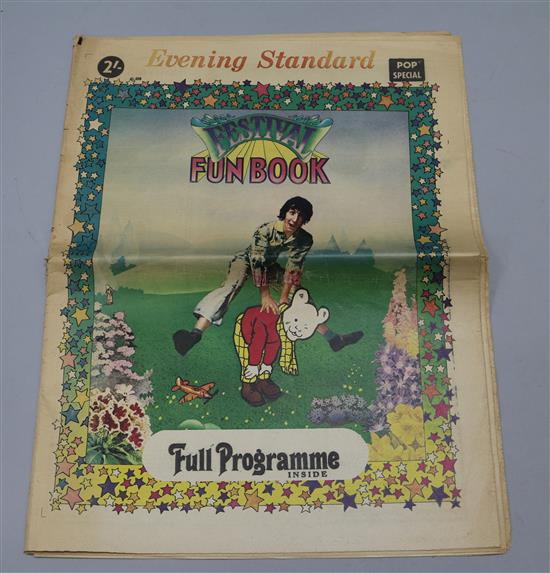 Evening Standard
2/-
POP
SPECIAL
FESTIVAL
FUN BOOK
Full Programme
INSIDE